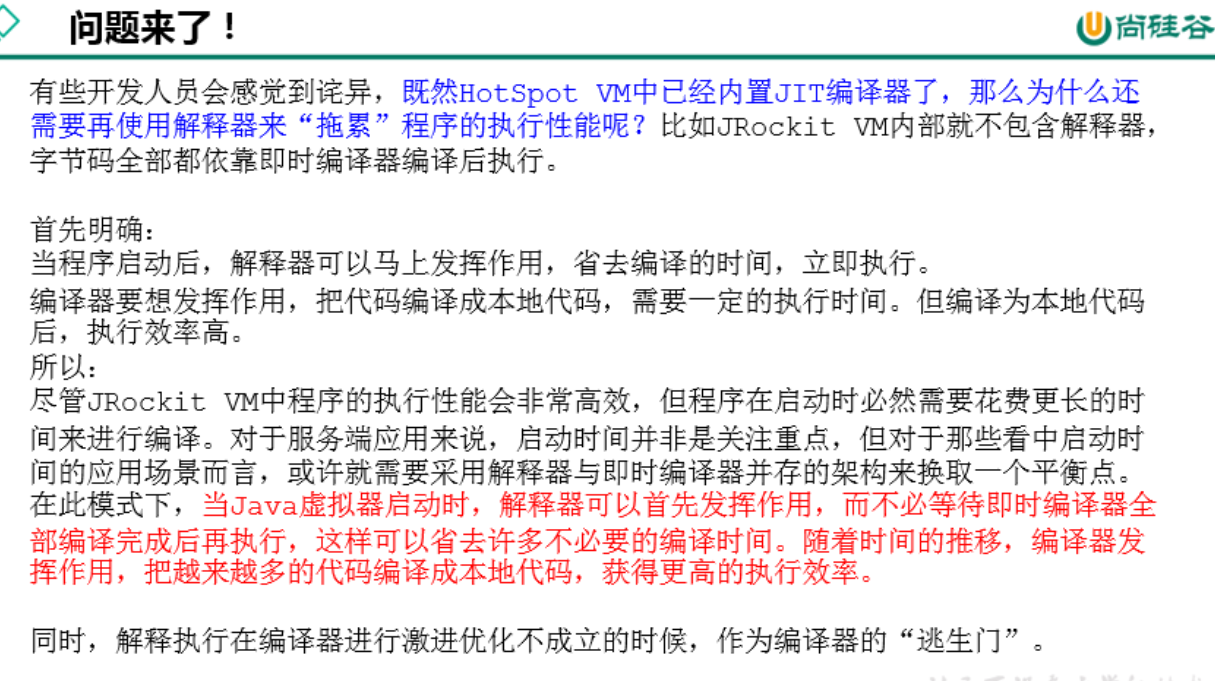 问题来了！
尚硅谷
有些开发人员会感觉到诧异，既然HotSpot VM中已经内置JIT编译器了，那么为什么还
需要再使用解释器来“拖累”程序的执行性能呢？比如JRockit VM内部就不包含解释器，
字节码全部都依靠即时编译器编译后执行。
首先明确：
当程序启动后，解释器可以马上发挥作用，省去编译的时间，立即执行。
编译器要想发挥作用，把代码编译成本地代码，需要一定的执行时间。但编译为本地代码
后，执行效率高。
所以：
尽管JRockit VM中程序的执行性能会非常高效，但程序在启动时必然需要花费更长的时
间来进行编译。对于服务端应用来说，启动时间并非是关注重点，但对于那些看中启动时
间的应用场景而言，或许就需要采用解释器与即时编译器并存的架构来换取一个平衡点。
在此模式下，当Java虚拟器启动时，解释器可以首先发挥作用，而不必等待即时编译器全
部编译完成后再执行，这样可以省去许多不必要的编译时间。随着时间的推移，编译器发
挥作用，把越来越多的代码编译成本地代码，获得更高的执行效率。
同时，解释执行在编译器进行激进优化不成立的时候，作为编译器的“逃生门”。